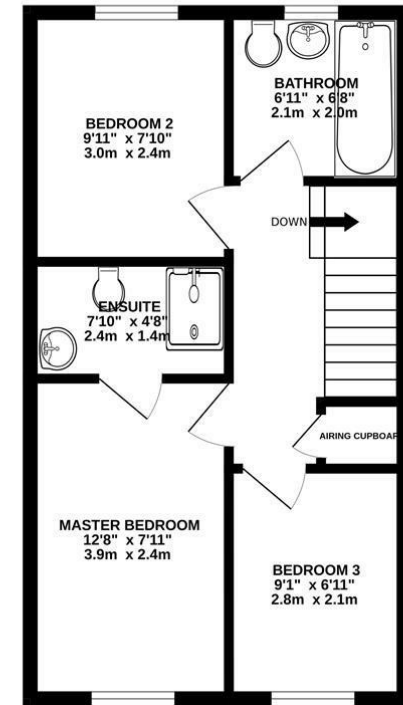 BATHROOM
6'11" x 6'8"
2.1m x 2.0m
BEDROOM 2
9'11" x 7'10"
3.0m x 2.4m
DOWN
ENSUITE
7'10" x 4'8"
2.4m x 1.4m
AIRING CUPBOAR
MASTER BEDROOM
12'8" x 7'11"
3.9m x 2.4m
BEDROOM 3
9'1" x 6'11"
2.8m x 2.1m